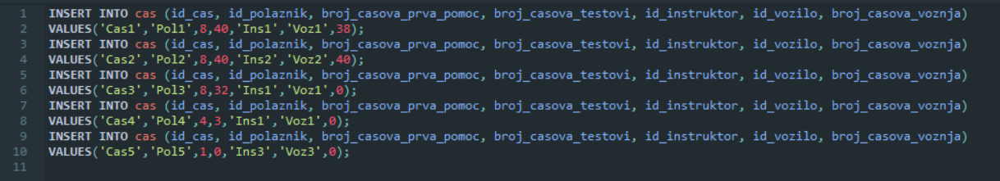 1 INSERT INTO cas (id_cas, id_polaznik, broj_casova_prva_pomoc, broj_casova_testovi, id_instruktor, id_vozilo, broj_casova_voznja)
2 VALUES('Cas1','Pol1',8,40,'Ins1','Voz1',38);
3 INSERT INTO cas (id_cas, id_polaznik, broj_casova_prva_pomoc, broj_casova_testovi, id_instruktor, id_vozilo, broj_casova_voznja)
4 VALUES('Cas2','Pol2',8,40,'Ins2','Voz2',40);
5 INSERT INTO cas (id_cas, id_polaznik, broj_casova_prva_pomoc, broj_casova_testovi, id_instruktor, id_vozilo, broj_casova_voznja)
6 VALUES('Cas3','Pol3',8,32,'Ins1','Voz1',0);
7 INSERT INTO cas (id_cas, id_polaznik, broj_casova_prva_pomoc, broj_casova_testovi, id_instruktor, id_vozilo, broj_casova_voznja)
8 VALUES('Cas4','Pol4',4,3,'Ins1','Voz1',0);
9 INSERT INTO cas (id_cas, id_polaznik, broj_casova_prva_pomoc, broj_casova_testovi, id_instruktor, id_vozilo, broj_casova_voznja)
10 VALUES('Cas5','Pol5',1,0,'Ins3','Voz3',0);
11